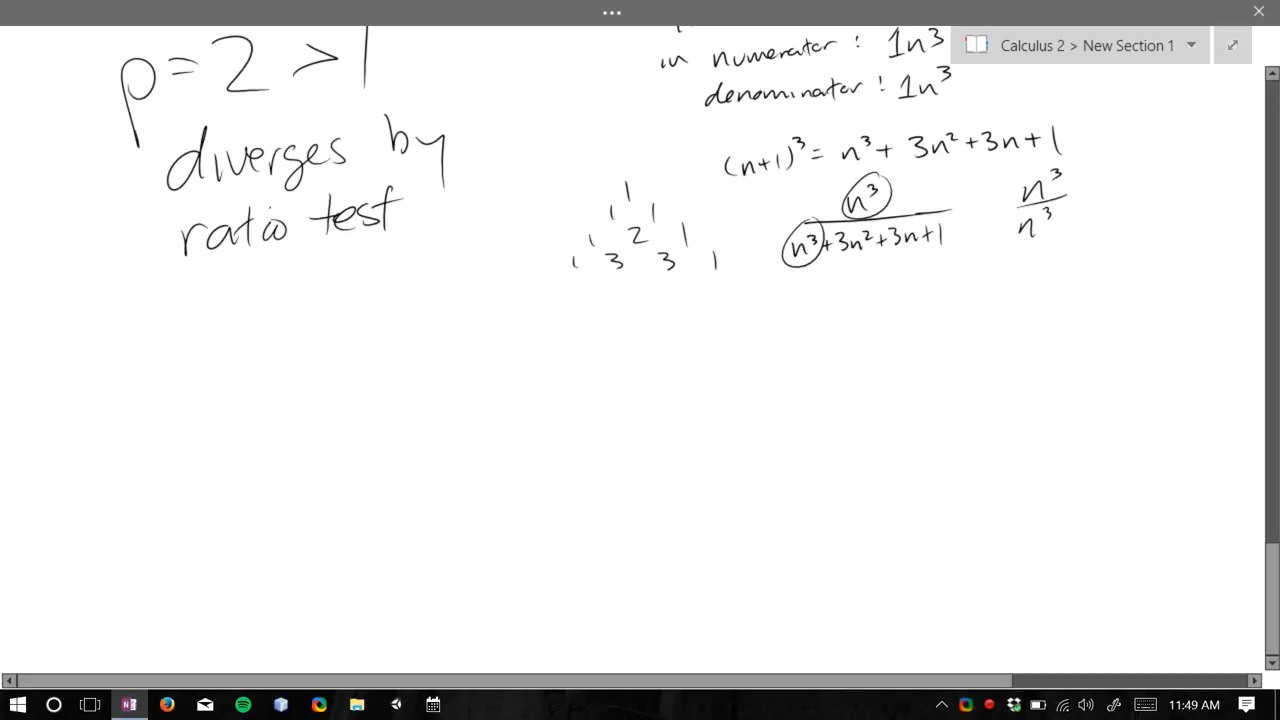 Calculus 2 > New Section 1
ρ = 2 > 1
diverges by
ratio test
in numerator : 1n³
denominator : 1n³
(n+1)³ = n³ + 3n² + 3n + 1
1
1 1
1 2 1
1 3 3 1
n³
n³+3n²+3n+1
n³
n³
11:49 AM